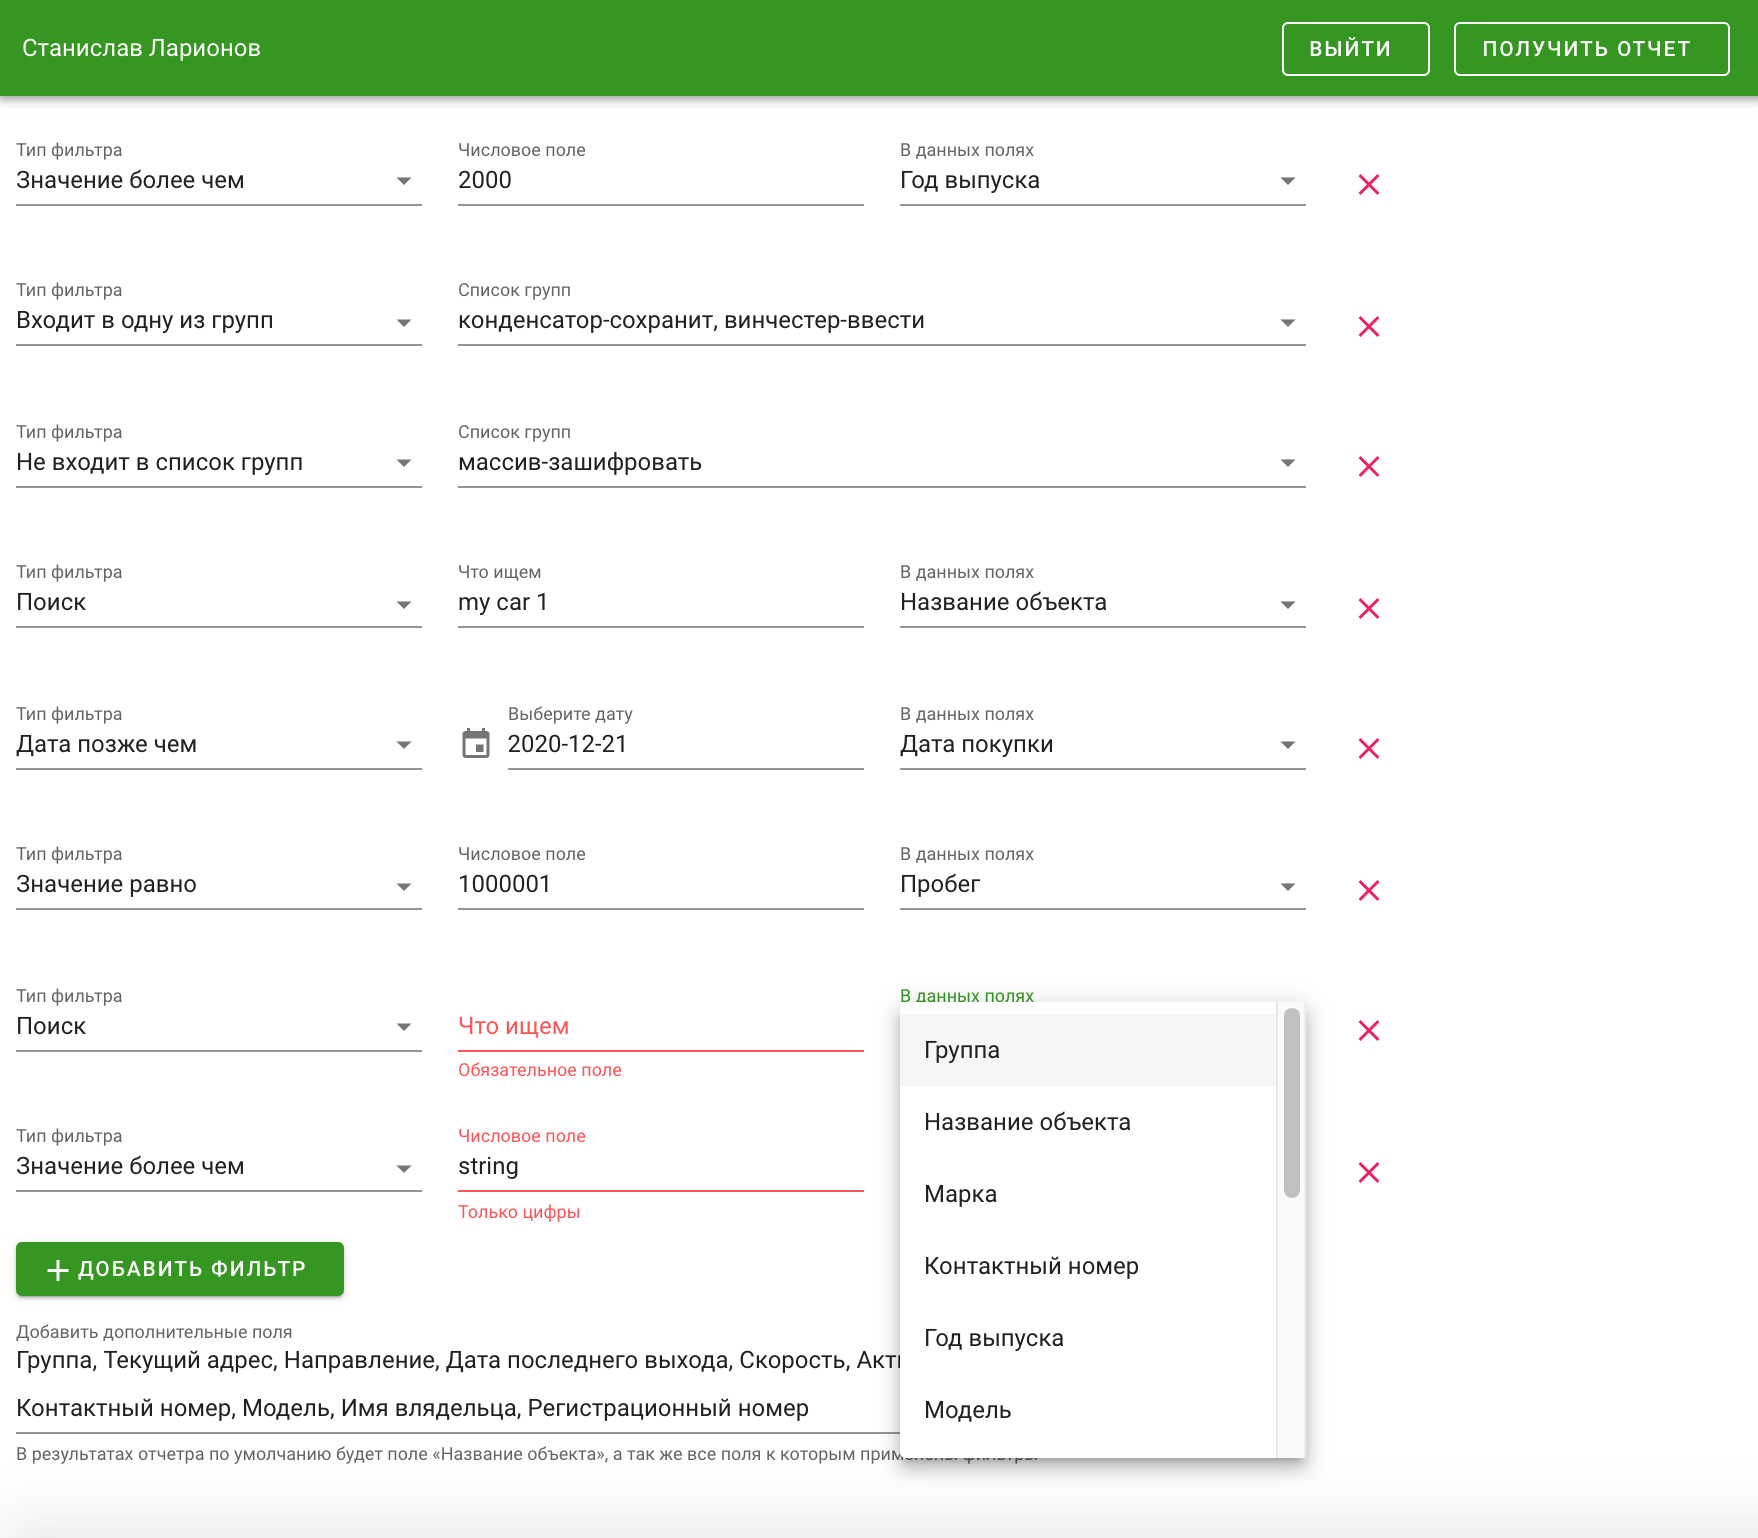 Станислав Ларионов
ВЫЙТИ
ПОЛУЧИТЬ ОТЧЕТ
Тип фильтра
Значение более чем
Числовое поле
2000
В данных полях
Год выпуска
Тип фильтра
Входит в одну из групп
Список групп
конденсатор-сохранит, винчестер-ввести
Тип фильтра
Не входит в список групп
Список групп
массив-зашифровать
Тип фильтра
Поиск
Что ищем
my car 1
В данных полях
Название объекта
Тип фильтра
Дата позже чем
Выберите дату
2020-12-21
В данных полях
Дата покупки
Тип фильтра
Значение равно
Числовое поле
1000001
В данных полях
Пробег
Тип фильтра
Поиск
Что ищем
Обязательное поле
В данных полях
Группа
Название объекта
Марка
Контактный номер
Год выпуска
Модель
Тип фильтра
Значение более чем
Числовое поле
string
Только цифры
ДОБАВИТЬ ФИЛЬТР
Добавить дополнительные поля
Группа, Текущий адрес, Направление, Дата последнего выхода, Скорость,
Контактный номер, Модель, Имя влядельца, Регистрационный номер
В результатах отчетра по умолчанию будет поле «Название объекта», а так же все поля к которым применены фильтры